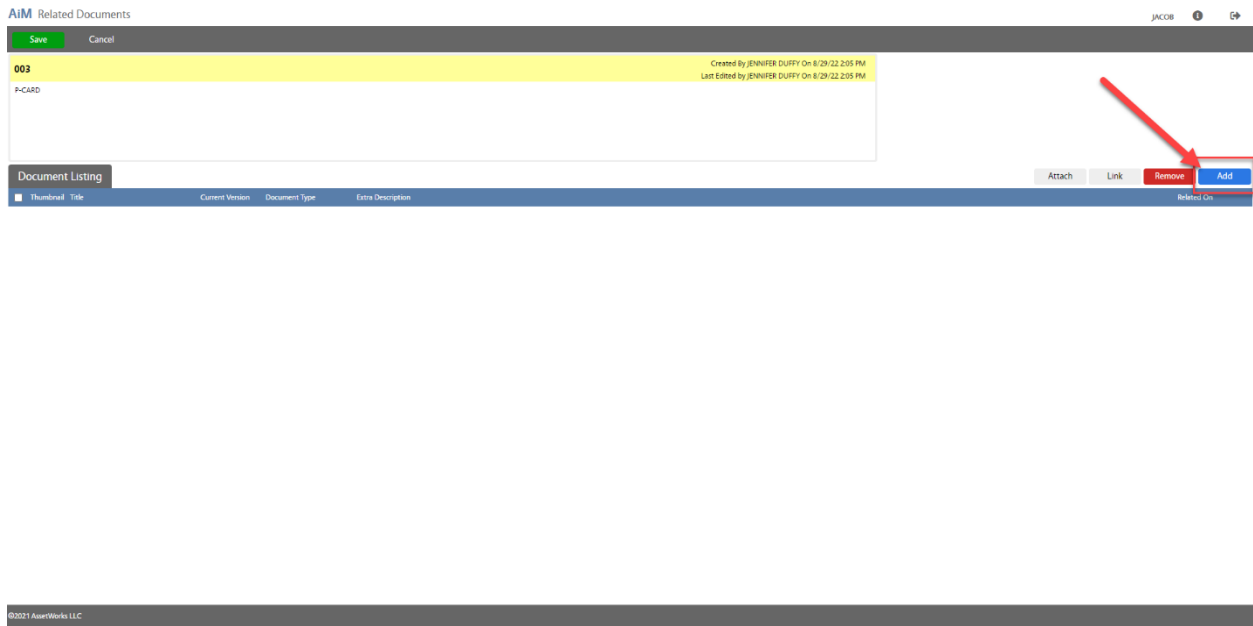 AiM Related Documents
JACOB
Save Cancel
003
Created By JENNIFER DUFFY On 8/29/22 2:05 PM
Last Edited by JENNIFER DUFFY On 8/29/22 2:05 PM
P-CARD
Document Listing
Attach Link Remove Add
Thumbnail Title Current Version Document Type Extra Description Related On
©2021 AssetWorks LLC